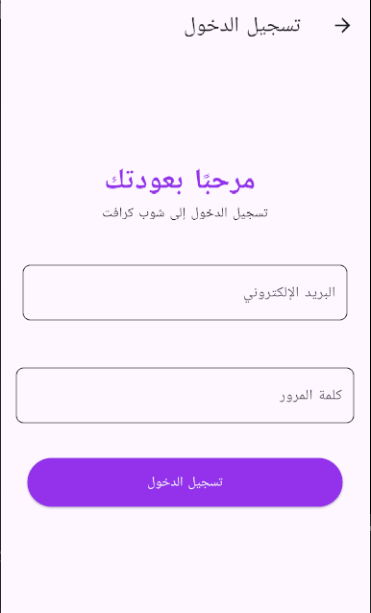 تسجيل الدخول
مرحبًا بعودتك
تسجيل الدخول إلى شوب كرافت
البريد الإلكتروني
كلمة المرور
تسجيل الدخول